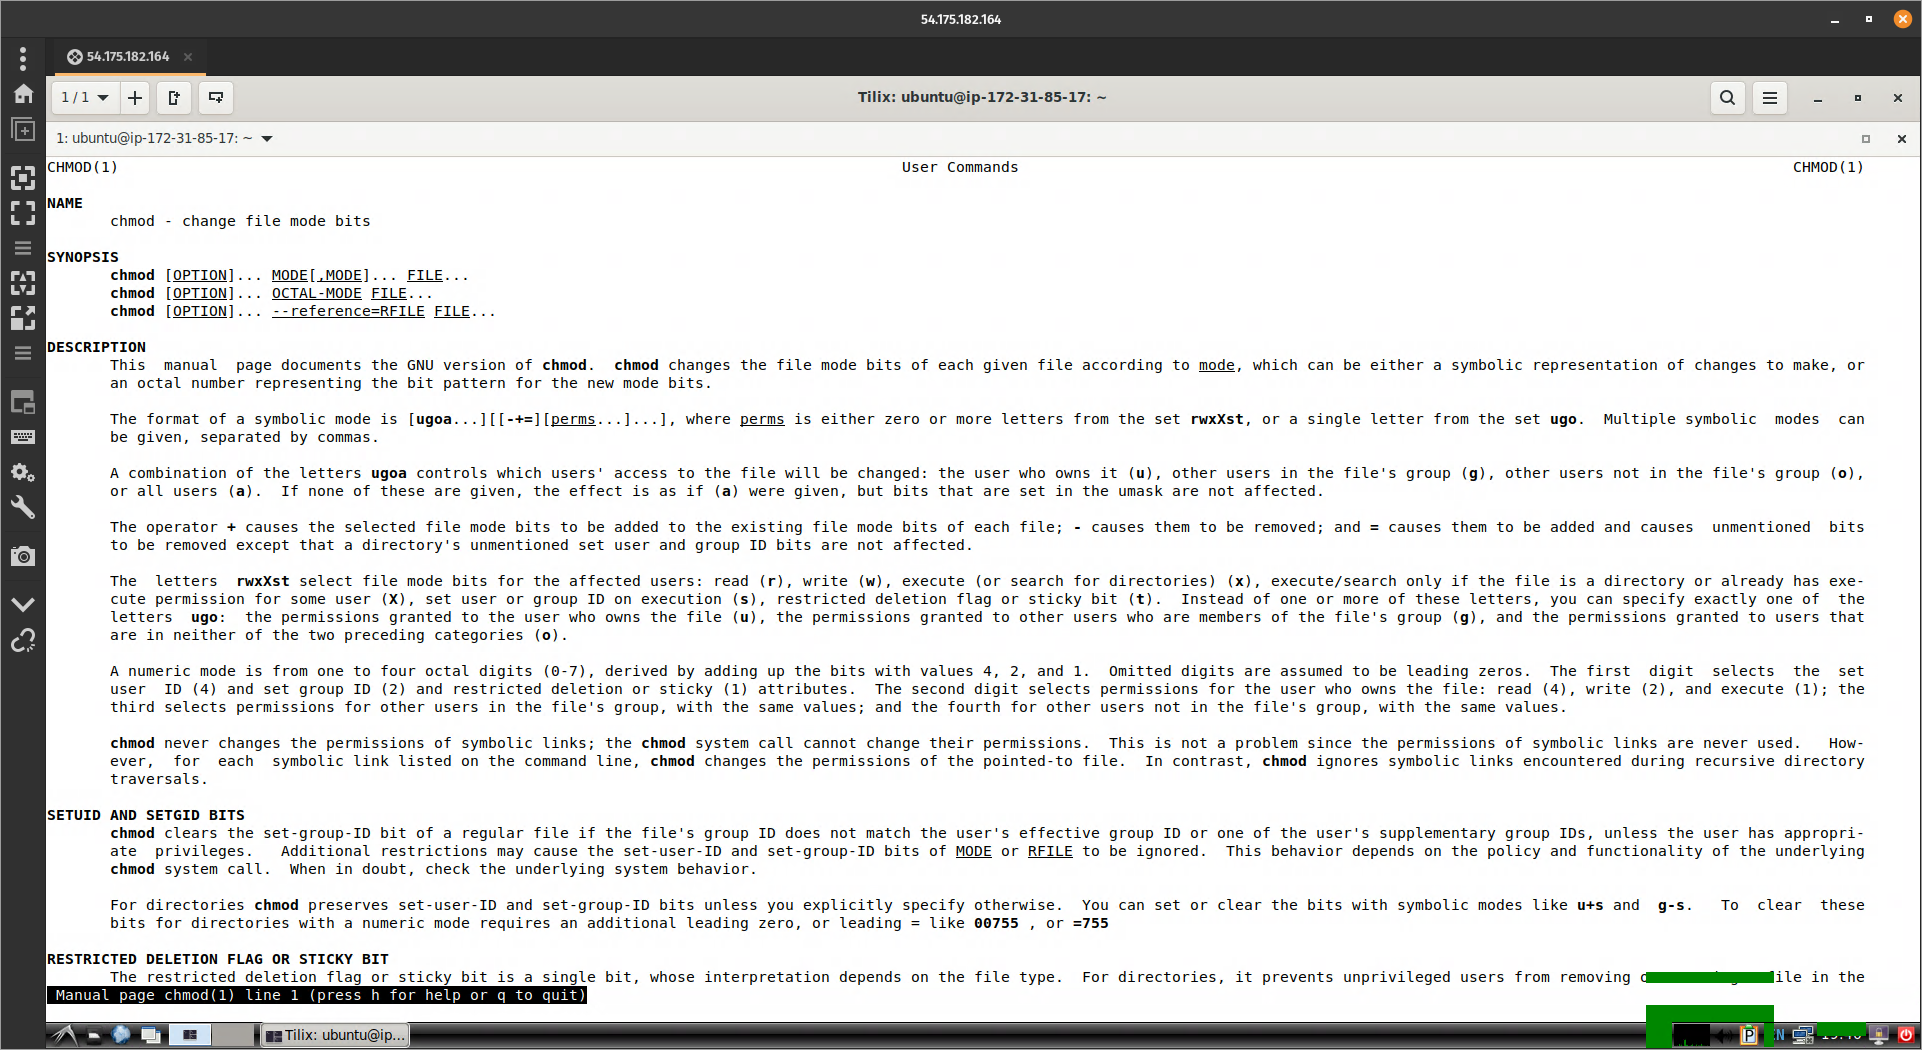 54.175.182.164
54.175.182.164
1 / 1
Tilix: ubuntu@ip-172-31-85-17: ~
1: ubuntu@ip-172-31-85-17: ~
CHMOD(1) User Commands CHMOD(1)
NAME
chmod - change file mode bits
SYNOPSIS
chmod [OPTION]... MODE[,MODE]... FILE...
chmod [OPTION]... OCTAL-MODE FILE...
chmod [OPTION]... --reference=RFILE FILE...
DESCRIPTION
This manual page documents the GNU version of chmod. chmod changes the file mode bits of each given file according to mode, which can be either a symbolic representation of changes to make, or
an octal number representing the bit pattern for the new mode bits.
The format of a symbolic mode is [ugoa...][[-+=][perms...]...], where perms is either zero or more letters from the set rwxXst, or a single letter from the set ugo. Multiple symbolic modes can
be given, separated by commas.
A combination of the letters ugoa controls which users' access to the file will be changed: the user who owns it (u), other users in the file's group (g), other users not in the file's group (o),
or all users (a). If none of these are given, the effect is as if (a) were given, but bits that are set in the umask are not affected.
The operator + causes the selected file mode bits to be added to the existing file mode bits of each file; - causes them to be removed; and = causes them to be added and causes unmentioned bits
to be removed except that a directory's unmentioned set user and group ID bits are not affected.
The letters rwxXst select file mode bits for the affected users: read (r), write (w), execute (or search for directories) (x), execute/search only if the file is a directory or already has exe-
cute permission for some user (X), set user or group ID on execution (s), restricted deletion flag or sticky bit (t). Instead of one or more of these letters, you can specify exactly one of the
letters ugo: the permissions granted to the user who owns the file (u), the permissions granted to other users who are members of the file's group (g), and the permissions granted to users that
are in neither of the two preceding categories (o).
A numeric mode is from one to four octal digits (0-7), derived by adding up the bits with values 4, 2, and 1. Omitted digits are assumed to be leading zeros. The first digit selects the set
user ID (4) and set group ID (2) and restricted deletion or sticky (1) attributes. The second digit selects permissions for the user who owns the file: read (4), write (2), and execute (1); the
third selects permissions for other users in the file's group, with the same values; and the fourth for other users not in the file's group, with the same values.
chmod never changes the permissions of symbolic links; the chmod system call cannot change their permissions. This is not a problem since the permissions of symbolic links are never used. How-
ever, for each symbolic link listed on the command line, chmod changes the permissions of the pointed-to file. In contrast, chmod ignores symbolic links encountered during recursive directory
traversals.
SETUID AND SETGID BITS
chmod clears the set-group-ID bit of a regular file if the file's group ID does not match the user's effective group ID or one of the user's supplementary group IDs, unless the user has appropri-
ate privileges. Additional restrictions may cause the set-user-ID and set-group-ID bits of MODE or RFILE to be ignored. This behavior depends on the policy and functionality of the underlying
chmod system call. When in doubt, check the underlying system behavior.
For directories chmod preserves set-user-ID and set-group-ID bits unless you explicitly specify otherwise. You can set or clear the bits with symbolic modes like u+s and g-s. To clear these
bits for directories with a numeric mode requires an additional leading zero, or leading = like 00755 , or =755
RESTRICTED DELETION FLAG OR STICKY BIT
The restricted deletion flag or sticky bit is a single bit, whose interpretation depends on the file type. For directories, it prevents unprivileged users from removing in the
Manual page chmod(1) line 1 (press h for help or q to quit)
Tilix: ubuntu@ip...